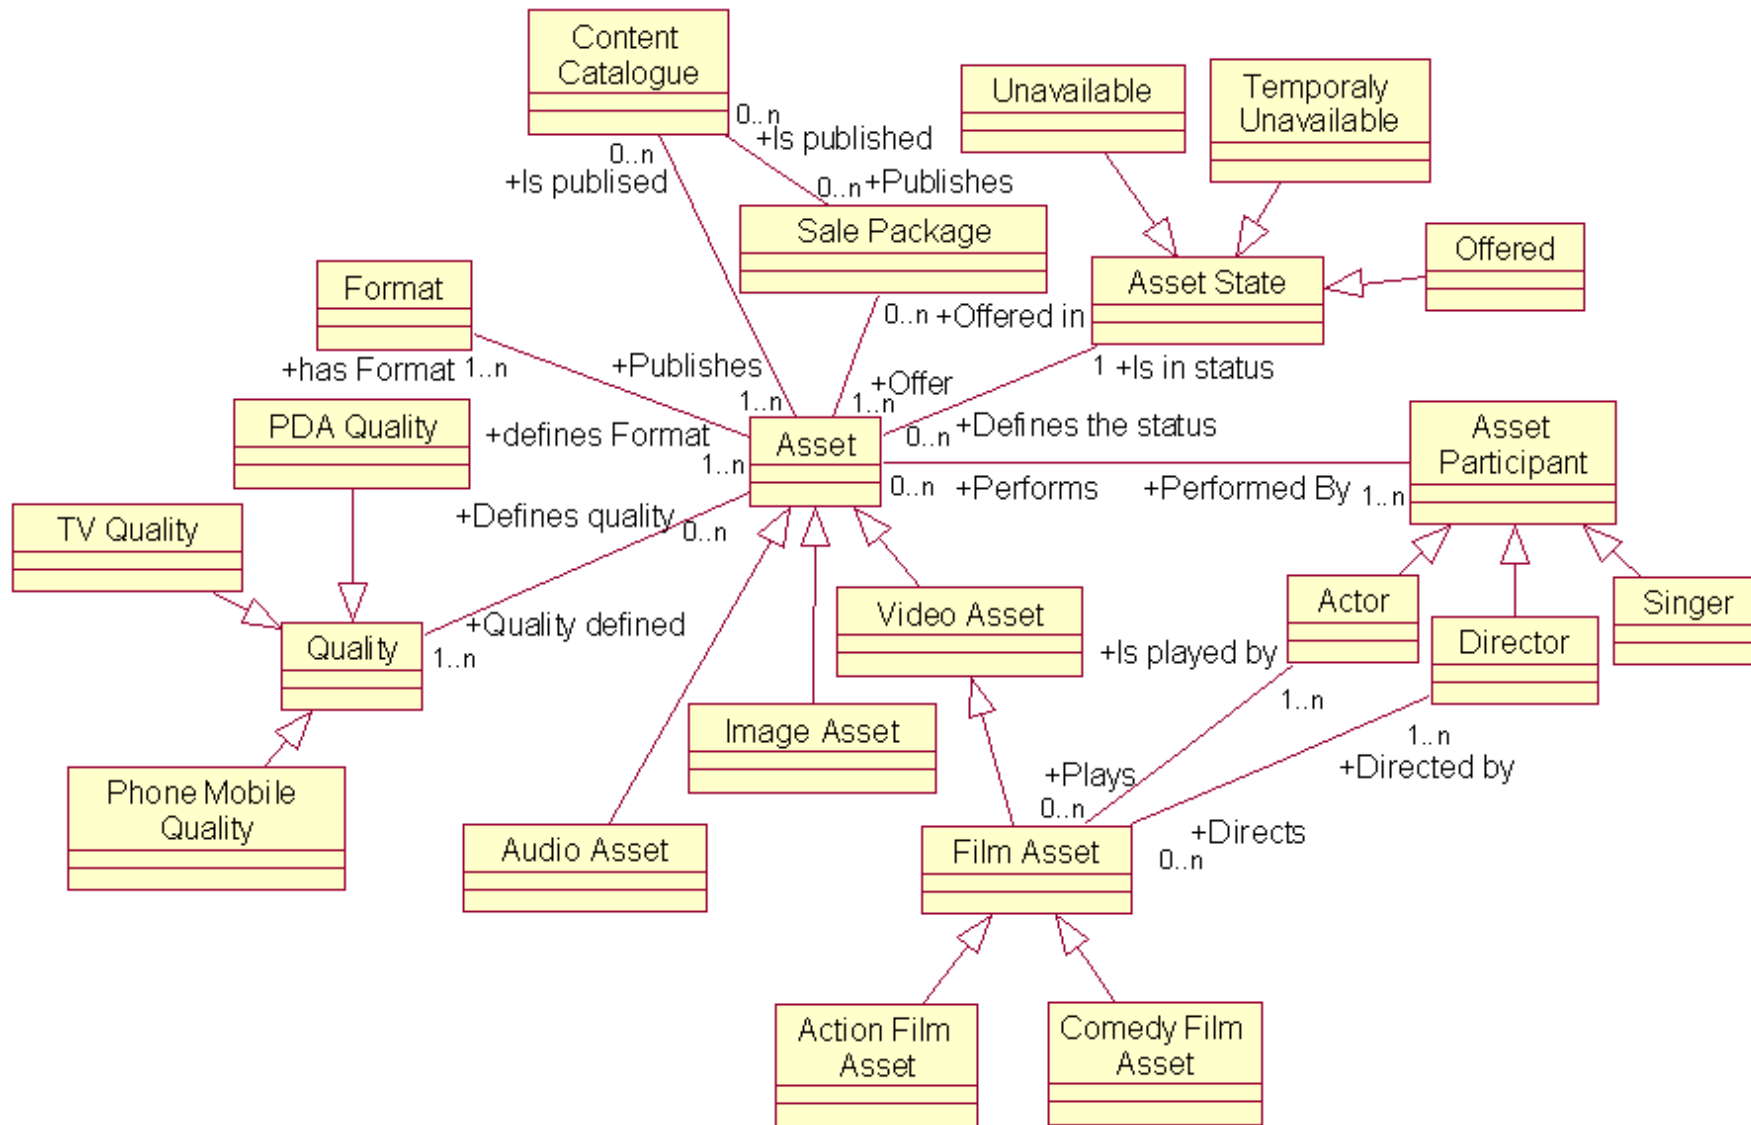 Content
Catalogue
Unavailable
Temporaly
Unavailable
0..n
+Is published
0..n
+Is publised
0..n
+Publishes
Sale Package
Offered
Format
Asset State
0..n
+Offered in
+has Format
1..n
+Publishes
+Offer
1
+Is in status
1..n
1..n
PDA Quality
+defines Format
Asset
0..n
+Defines the status
Asset
Participant
1..n
0..n
+Performs
+Performed By
1..n
TV Quality
+Defines quality
0..n
+Quality defined
1..n
Quality
Video Asset
Actor
Singer
Director
+Is played by
1..n
Image Asset
1..n
+Directed by
Phone Mobile
Quality
+Plays
0..n
Audio Asset
Film Asset
+Directs
0..n
Action Film
Asset
Comedy Film
Asset